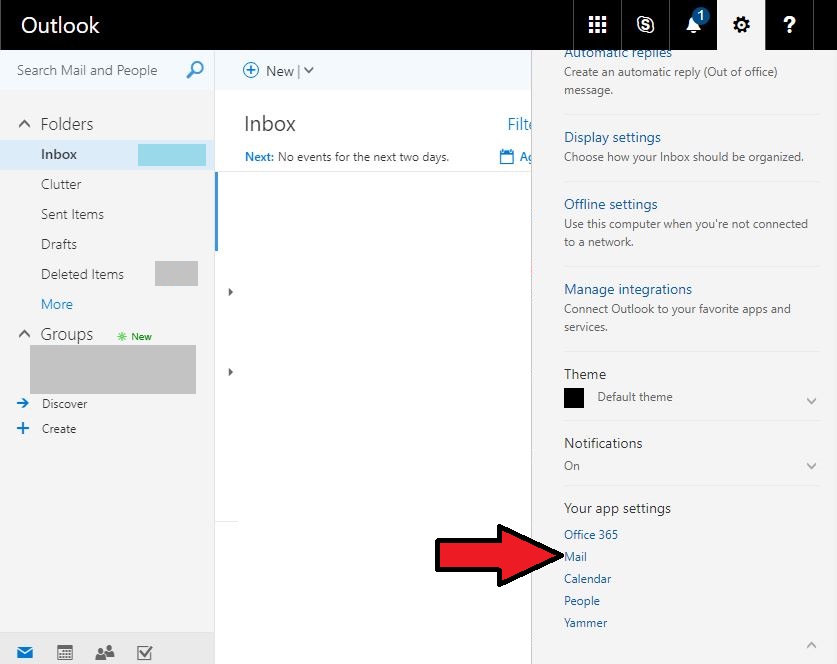 Outlook
1
?
Search Mail and People
New
Folders
Inbox
Clutter
Sent Items
Drafts
Deleted Items
More
Groups
New
Discover
Create
Inbox
Filte
Next: No events for the next two days.
Ag
Automatic replies
Create an automatic reply (Out of office)
message.
Display settings
Choose how your Inbox should be organized.
Offline settings
Use this computer when you're not connected
to a network.
Manage integrations
Connect Outlook to your favorite apps and
services.
Theme
Default theme
Notifications
On
Your app settings
Office 365
Mail
Calendar
People
Yammer